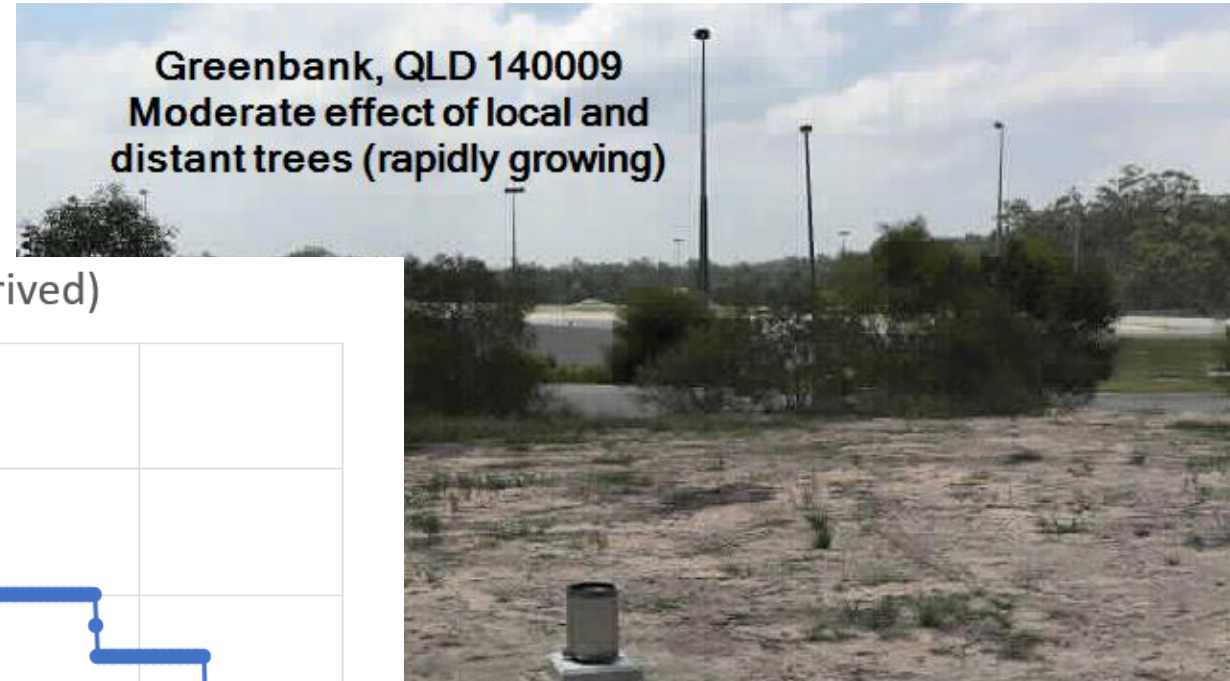 Greenbank, QLD 140009
Moderate effect of local and
distant trees (rapidly growing)
rived)